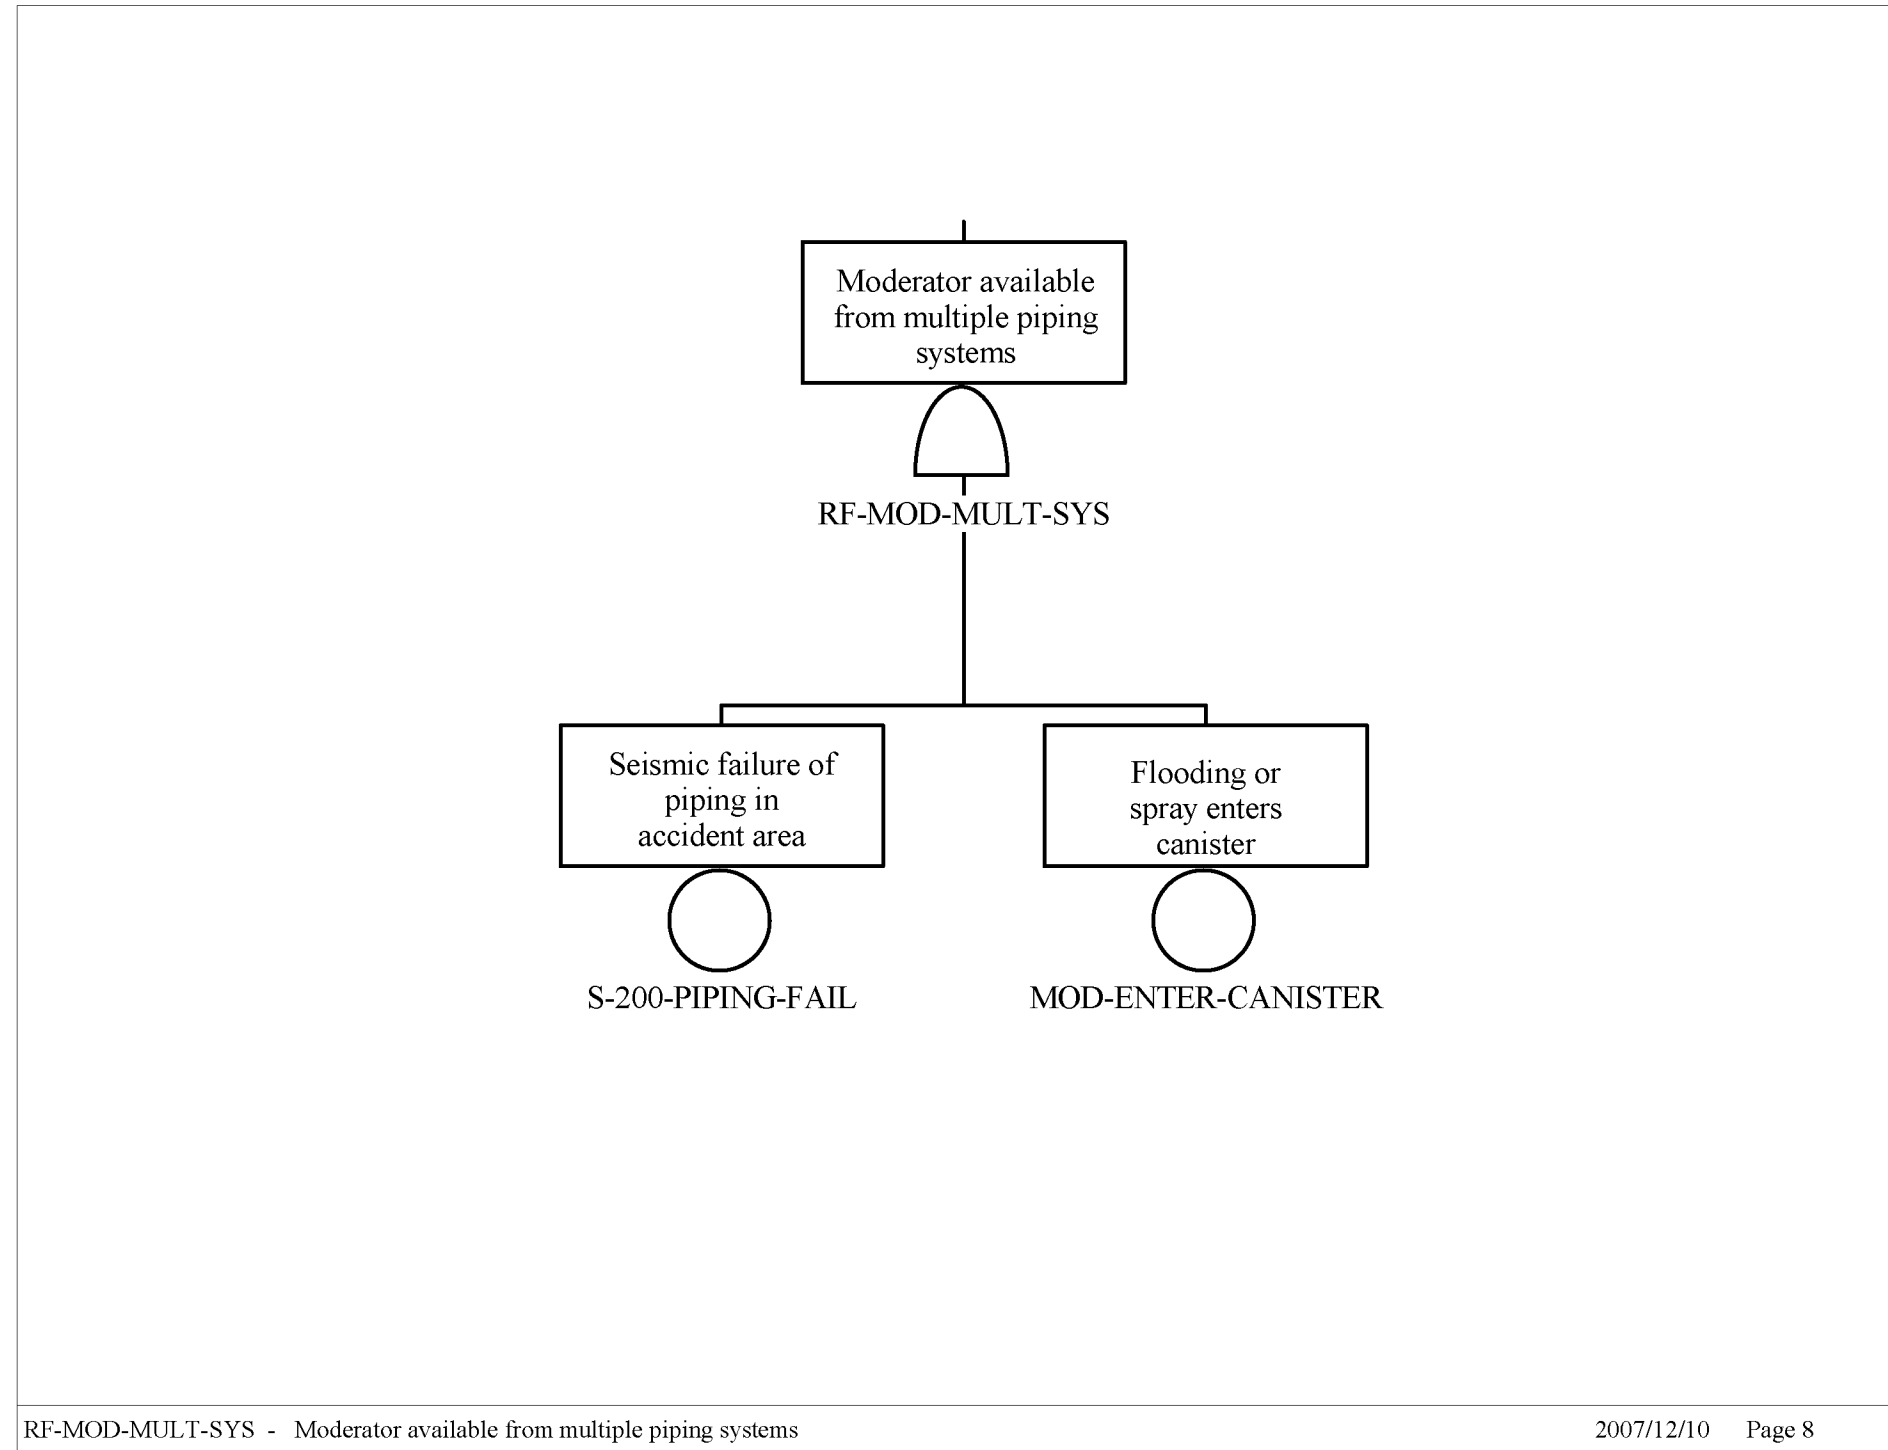 Moderator available
from multiple piping
systems
RF-MOD-MULT-SYS
Seismic failure of
piping in
accident area
S-200-PIPING-FAIL
Flooding or
spray enters
canister
MOD-ENTER-CANISTER
RF-MOD-MULT-SYS - Moderator available from multiple piping systems
2007/12/10 Page 8